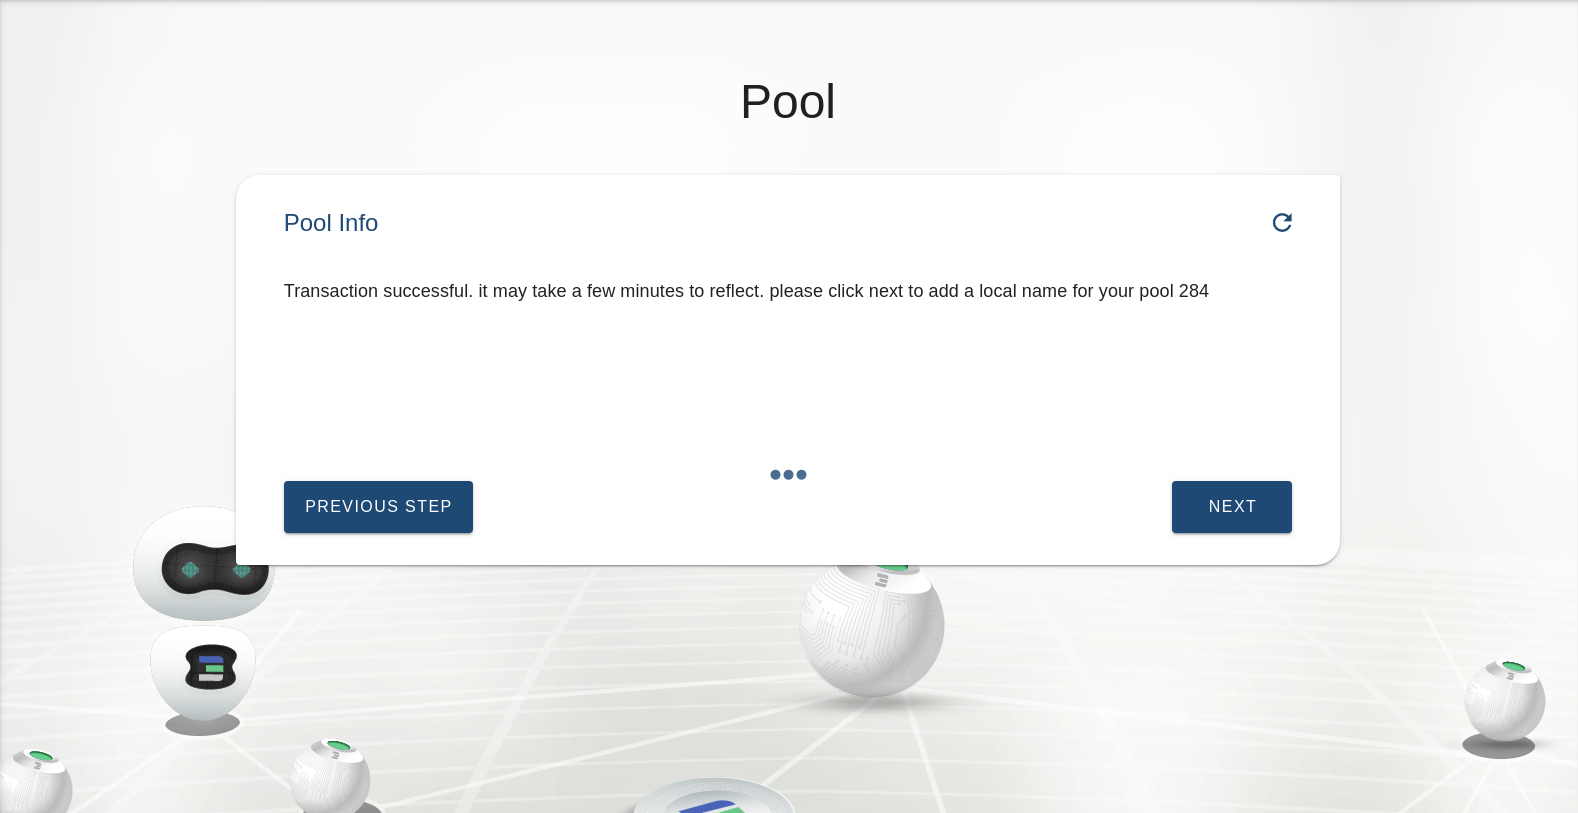 Pool
Pool Info
Transaction successful. it may take a few minutes to reflect. please click next to add a local name for your pool 284
PREVIOUS STEP
NEXT